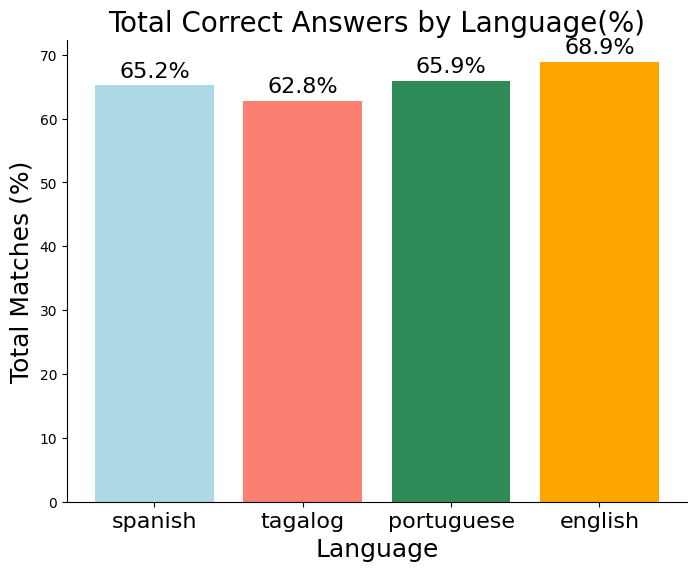 Total Correct Answers by Language(%)
Total Matches (%)
70
60
50
40
30
20
10
0
65.2%
62.8%
65.9%
68.9%
spanish
tagalog
portuguese
english
Language